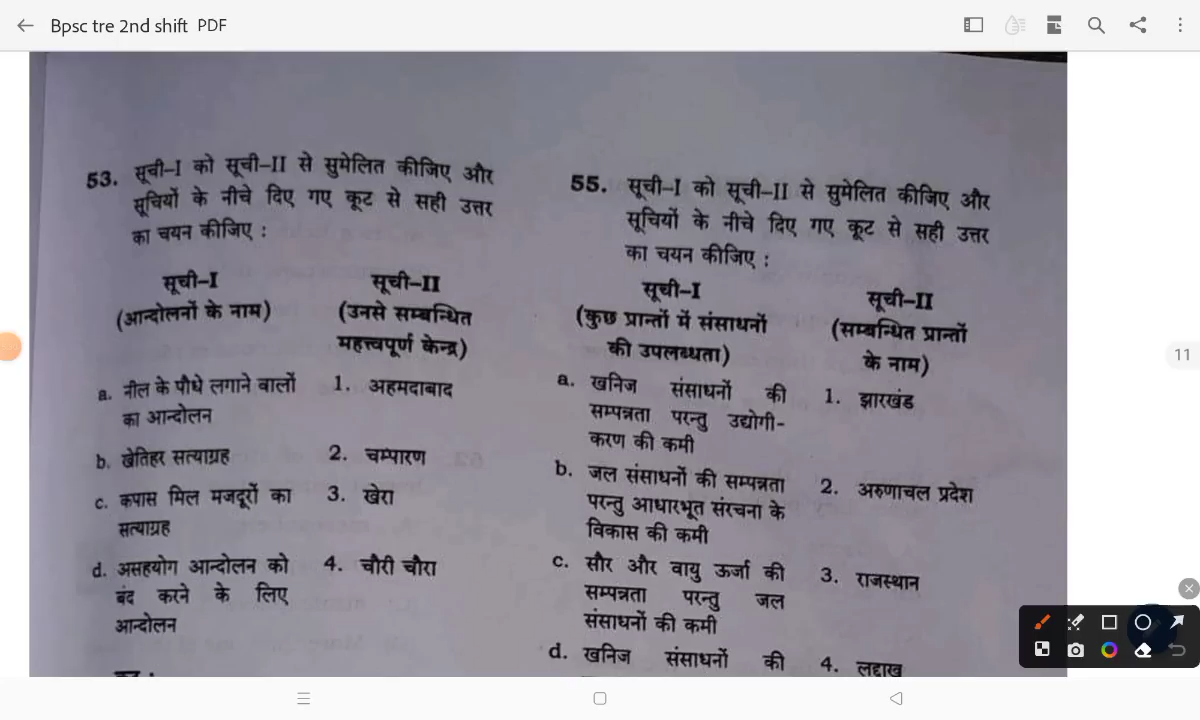 Bpsc tre 2nd shift PDF
53. सूची–I को सूची–II से सुमेलित कीजिए और
सूचियों के नीचे दिए गए कूट से सही उत्तर
का चयन कीजिए :
सूची–I सूची–II
(आन्दोलनों के नाम) (उनसे सम्बन्धित
महत्त्वपूर्ण केन्द्र)
a. नील के पौधे लगाने वालों 1. अहमदाबाद
का आन्दोलन
b. खेतिहर सत्याग्रह 2. चम्पारण
c. कपास मिल मजदूरों का 3. खेरा
सत्याग्रह
d. असहयोग आन्दोलन को 4. चौरी चौरा
बंद करने के लिए
आन्दोलन
55. सूची–I को सूची–II से सुमेलित कीजिए और
सूचियों के नीचे दिए गए कूट से सही उत्तर
का चयन कीजिए :
सूची–I सूची–II
(कुछ प्रान्तों में संसाधनों (सम्बन्धित प्रान्तों
की उपलब्धता) के नाम)
a. खनिज संसाधनों की 1. झारखंड
सम्पन्नता परन्तु उद्योगी-
करण की कमी
b. जल संसाधनों की सम्पन्नता 2. अरुणाचल प्रदेश
परन्तु आधारभूत संरचना के
विकास की कमी
c. सौर और वायु ऊर्जा की 3. राजस्थान
सम्पन्नता परन्तु जल
संसाधनों की कमी
d. खनिज संसाधनों की 4. लद्दाख
11